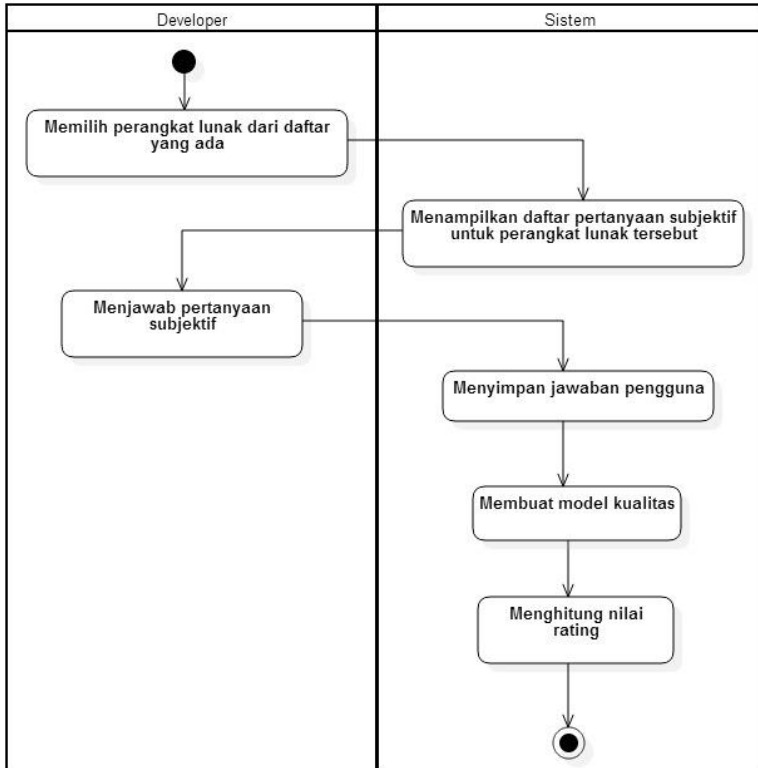 Developer
Sistem
Memilih perangkat lunak dari daftar
yang ada
Menampilkan daftar pertanyaan subjektif
untuk perangkat lunak tersebut
Menjawab pertanyaan
subjektif
Menyimpan jawaban pengguna
Membuat model kualitas
Menghitung nilai
rating